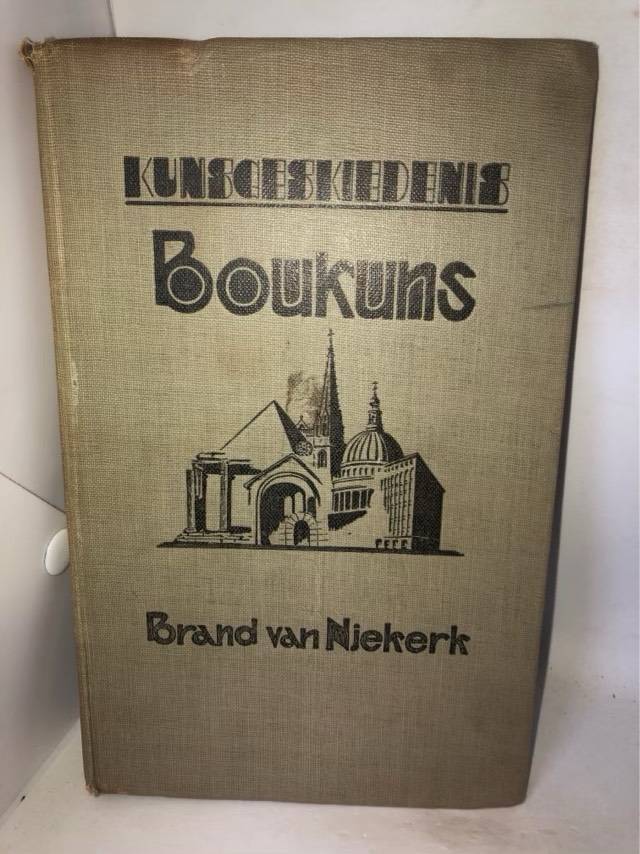 KUNSGESKIEDENIS
Boukuns
Brand van Niekerk